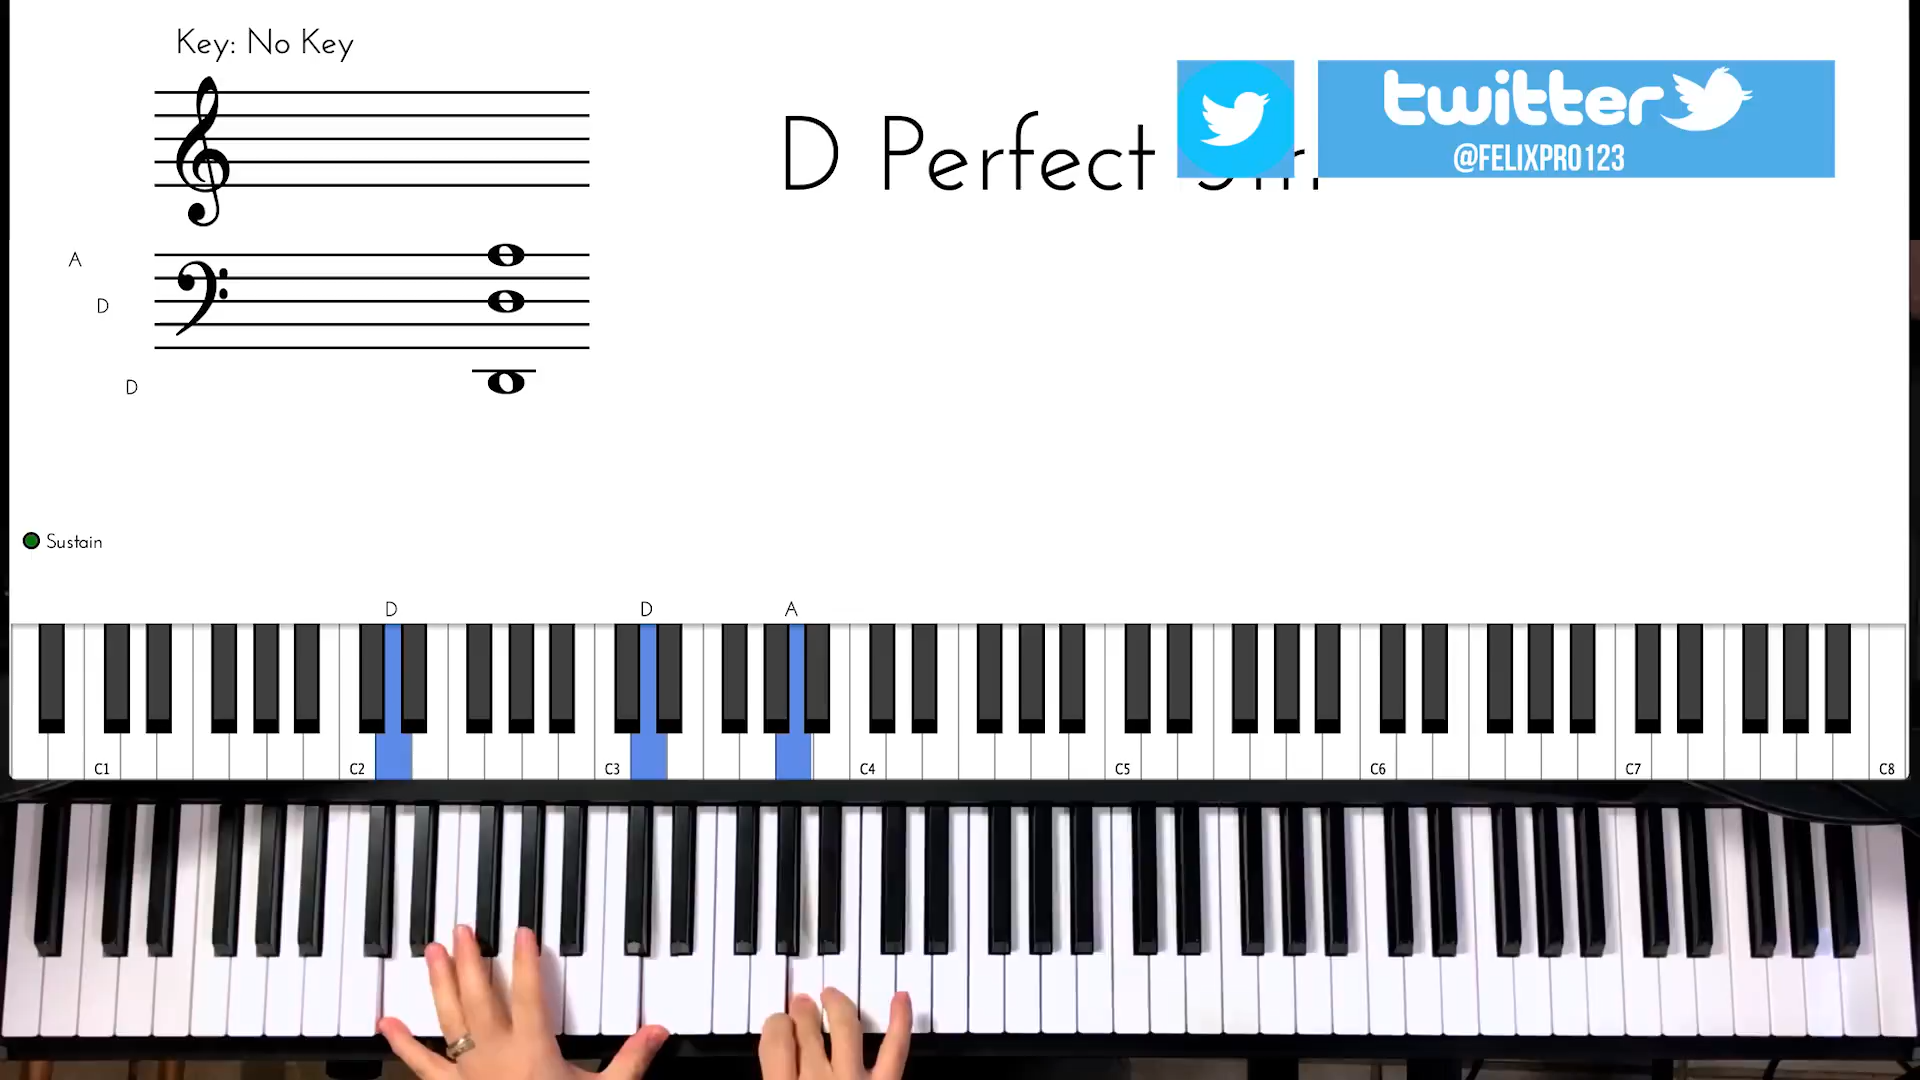 Key: No Key
D Perfect
twitter
@FELIXPRO123
A
D
D
Sustain
D D A
C1 C2 C3 C4 C5 C6 C7 C8